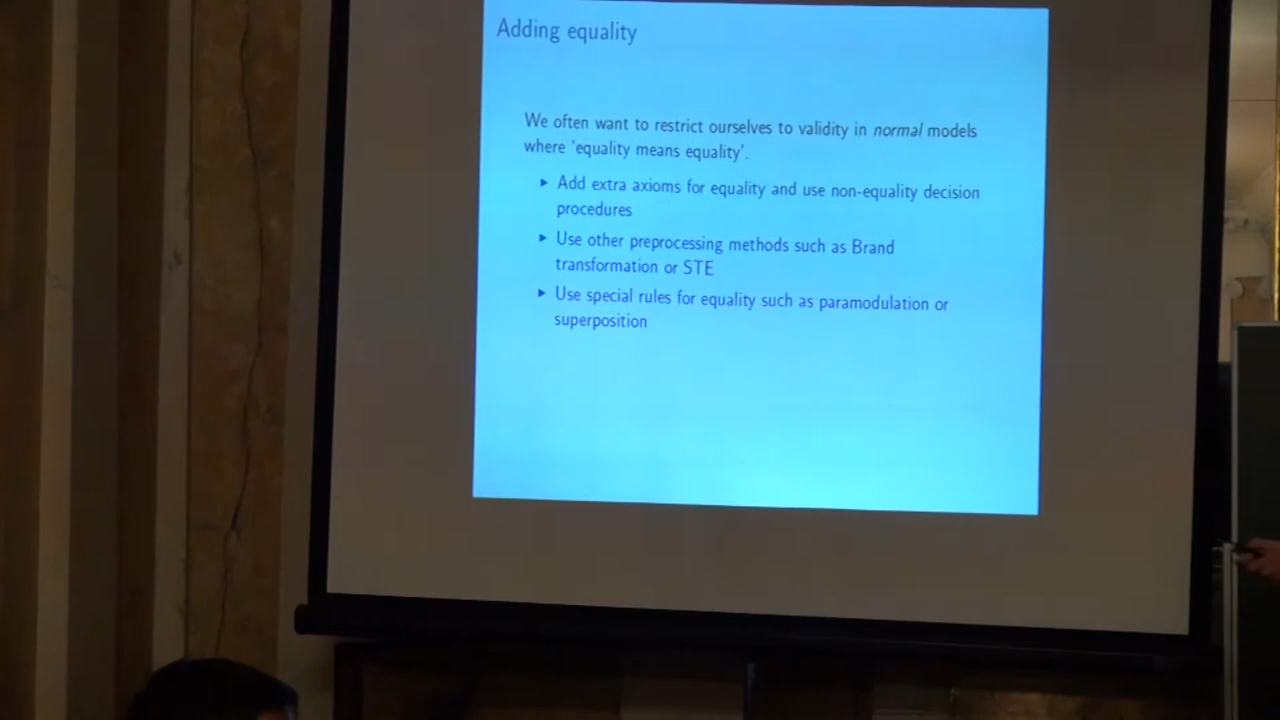 Adding equality
We often want to restrict ourselves to validity in normal models
where 'equality means equality'.
▸ Add extra axioms for equality and use non-equality decision
procedures
▸ Use other preprocessing methods such as Brand
transformation or STE
▸ Use special rules for equality such as paramodulation or
superposition